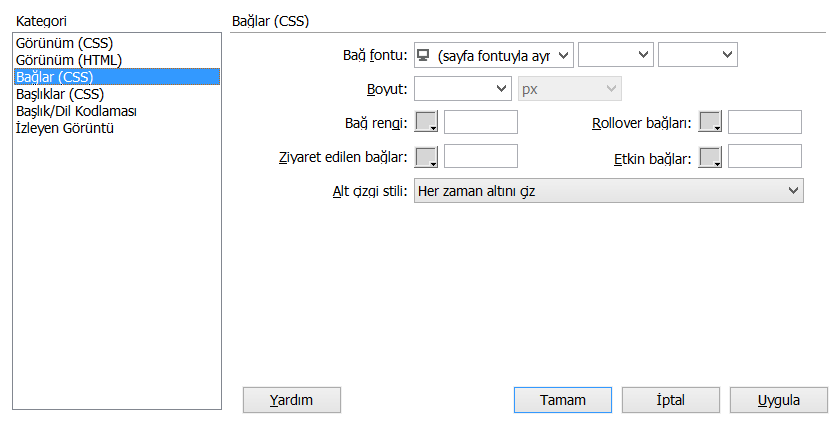 Kategori
Görünüm (CSS)
Görünüm (HTML)
Bağlar (CSS)
Başlıklar (CSS)
Başlık/Dil Kodlaması
İzleyen Görüntü
Bağlar (CSS)
Bağ fontu: (sayfa fontuyla ayn
Boyut: px
Bağ rengi: Rollover bağları:
Ziyaret edilen bağlar: Etkin bağlar:
Alt çizgi stili: Her zaman altını çiz
Yardım Tamam İptal Uygula